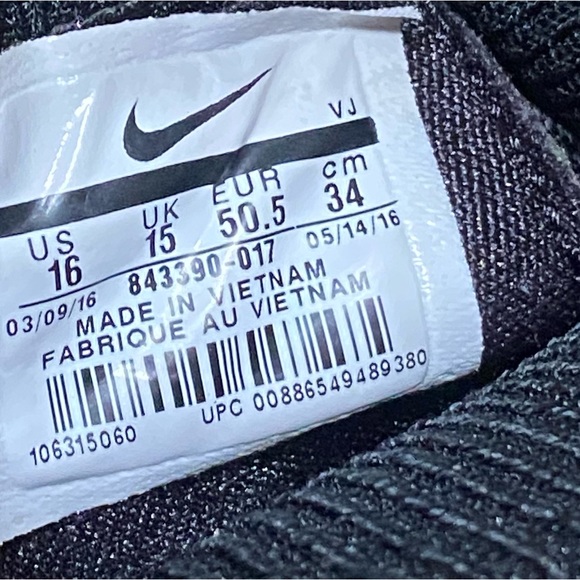 VJ
US UK EUR cm
16 15 50.5 34
03/09/16 843390-017 05/14/16
MADE IN VIETNAM
FABRIQUE AU VIETNAM
106315060 UPC 00886549489380